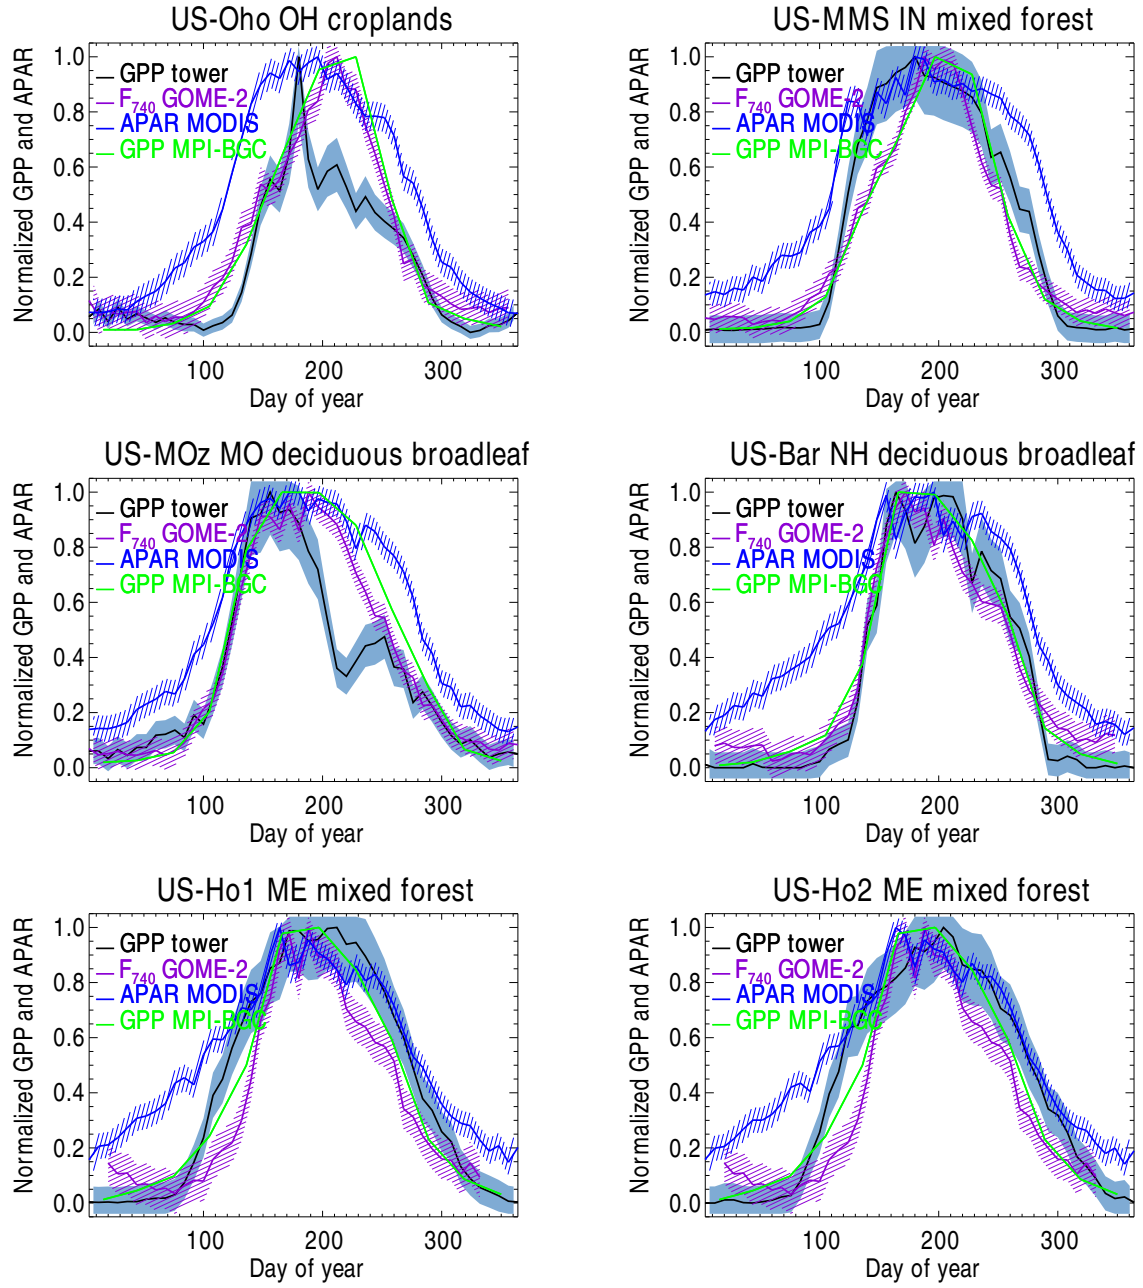 US-Oho OH croplands
Normalized GPP and APAR
1.0
0.8
0.6
0.4
0.2
0.0
GPP tower
F740 GOME-2
APAR MODIS
GPP MPI-BGC
100 200 300
Day of year
US-MMS IN mixed forest
Normalized GPP and APAR
1.0
0.8
0.6
0.4
0.2
0.0
GPP tower
F740 GOME-2
APAR MODIS
GPP MPI-BGC
100 200 300
Day of year
US-MOz MO deciduous broadleaf
Normalized GPP and APAR
1.0
0.8
0.6
0.4
0.2
0.0
GPP tower
F740 GOME-2
APAR MODIS
GPP MPI-BGC
100 200 300
Day of year
US-Bar NH deciduous broadleaf
Normalized GPP and APAR
1.0
0.8
0.6
0.4
0.2
0.0
GPP tower
F740 GOME-2
APAR MODIS
GPP MPI-BGC
100 200 300
Day of year
US-Ho1 ME mixed forest
Normalized GPP and APAR
1.0
0.8
0.6
0.4
0.2
0.0
GPP tower
F740 GOME-2
APAR MODIS
GPP MPI-BGC
100 200 300
Day of year
US-Ho2 ME mixed forest
Normalized GPP and APAR
1.0
0.8
0.6
0.4
0.2
0.0
GPP tower
F740 GOME-2
APAR MODIS
GPP MPI-BGC
100 200 300
Day of year